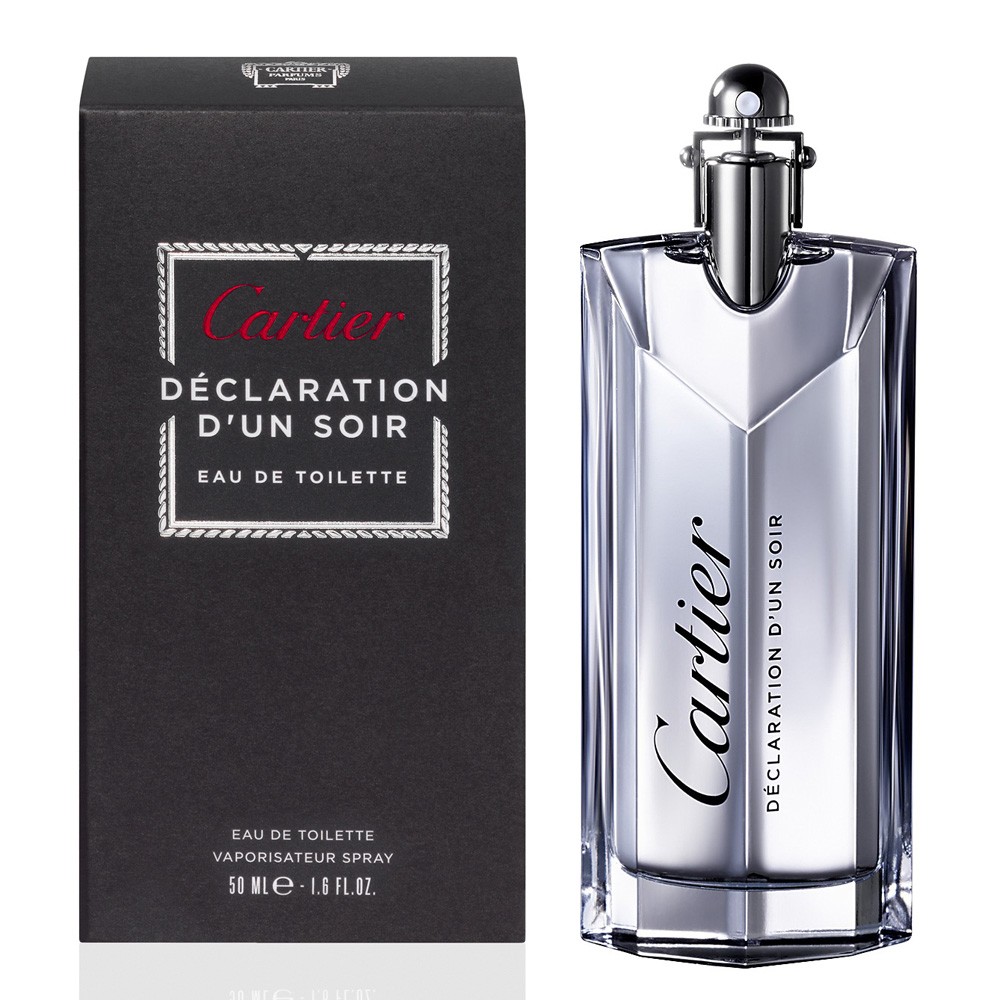 CARTIER
PARFUMS
PARIS
Cartier
DÉCLARATION
D'UN SOIR
EAU DE TOILETTE
EAU DE TOILETTE
VAPORISATEUR SPRAY
50 ML℮ - 1.6 FL.OZ.
Cartier
DÉCLARATION D'UN SOIR